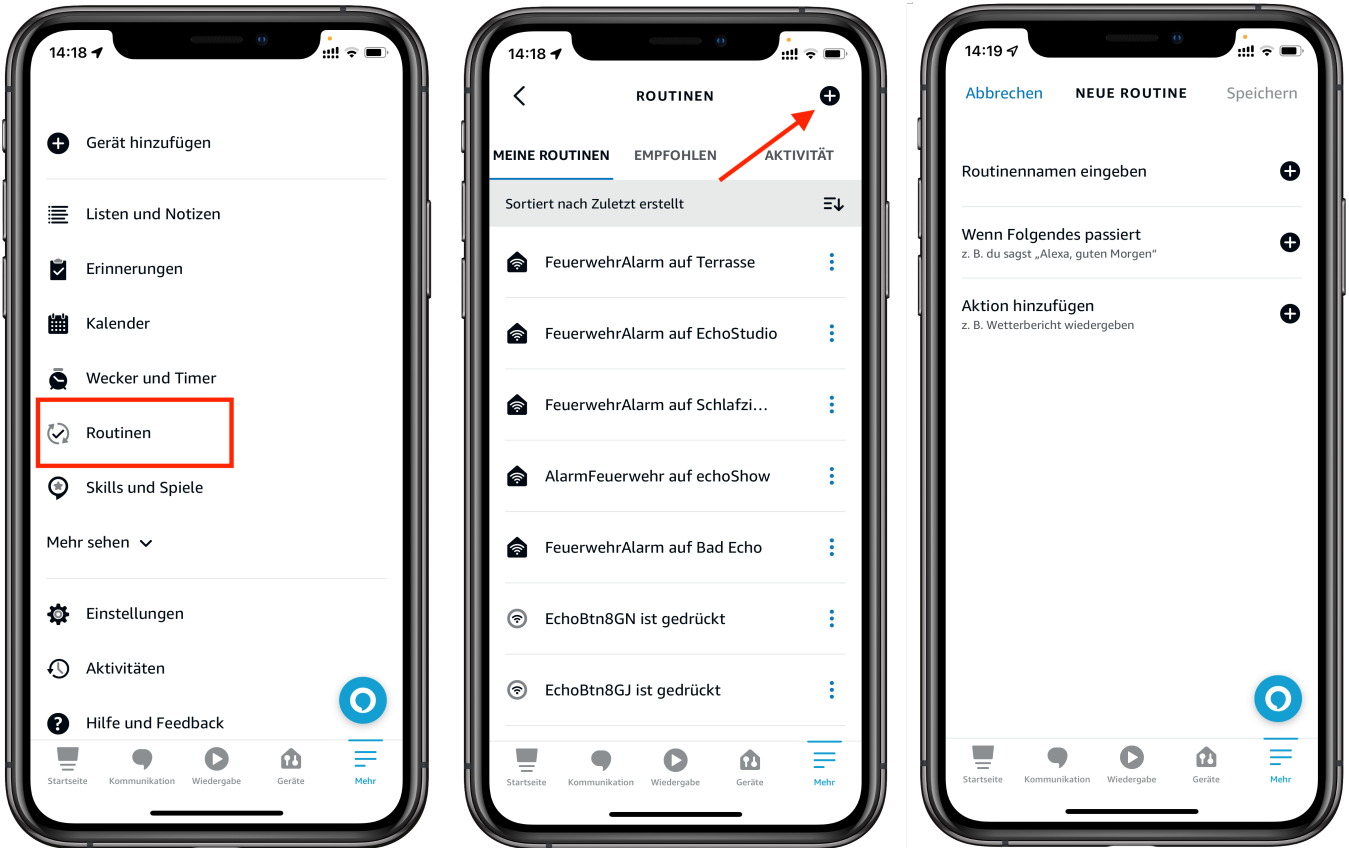 14:18
Gerät hinzufügen
Listen und Notizen
Erinnerungen
Kalender
Wecker und Timer
Routinen
Skills und Spiele
Mehr sehen
Einstellungen
Aktivitäten
Hilfe und Feedback
Startseite Kommunikation Wiedergabe Geräte Mehr
14:18
ROUTINEN
MEINE ROUTINEN EMPFOHLEN AKTIVITÄT
Sortiert nach Zuletzt erstellt
FeuerwehrAlarm auf Terrasse
FeuerwehrAlarm auf EchoStudio
FeuerwehrAlarm auf Schlafzi...
AlarmFeuerwehr auf echoShow
FeuerwehrAlarm auf Bad Echo
EchoBtn8GN ist gedrückt
EchoBtn8GJ ist gedrückt
Startseite Kommunikation Wiedergabe Geräte Mehr
14:19
Abbrechen NEUE ROUTINE Speichern
Routinennamen eingeben
Wenn Folgendes passiert
z. B. du sagst „Alexa, guten Morgen“
Aktion hinzufügen
z. B. Wetterbericht wiedergeben
Startseite Kommunikation Wiedergabe Geräte Mehr